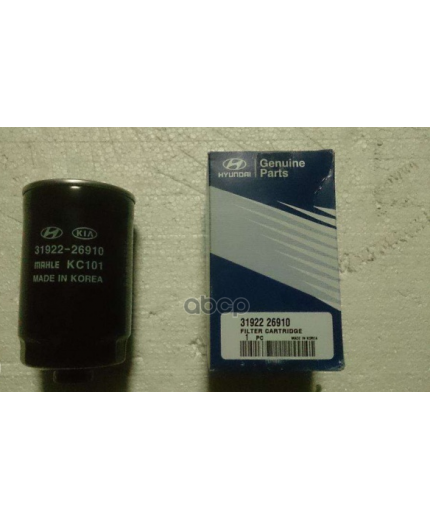 HYUNDAI
Genuine
Parts
KIA
31922-26910
MAHLE KC101
MADE IN KOREA
abcp
31922 26910
FILTER CARTRIDGE
1 PC MADE IN KOREA